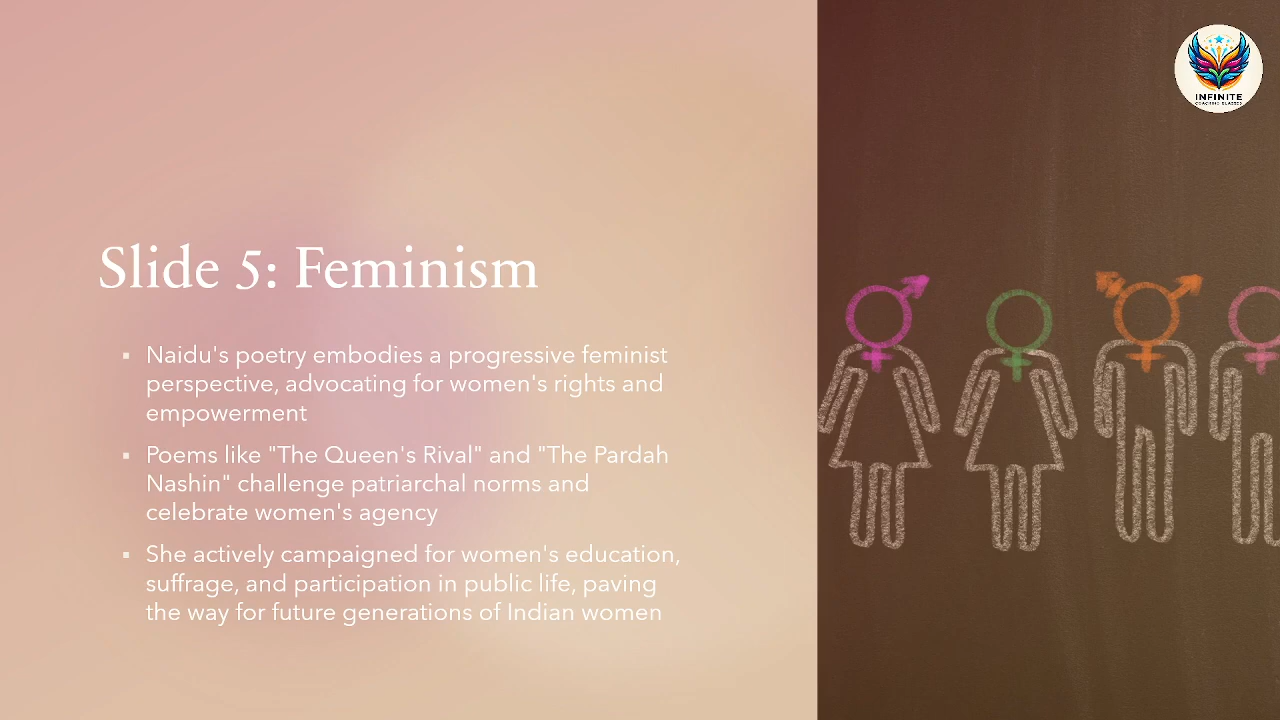 INFINITE
COACHING CLASSES
Slide 5: Feminism
▪ Naidu's poetry embodies a progressive feminist
perspective, advocating for women's rights and
empowerment
▪ Poems like "The Queen's Rival" and "The Pardah
Nashin" challenge patriarchal norms and
celebrate women's agency
▪ She actively campaigned for women's education,
suffrage, and participation in public life, paving
the way for future generations of Indian women